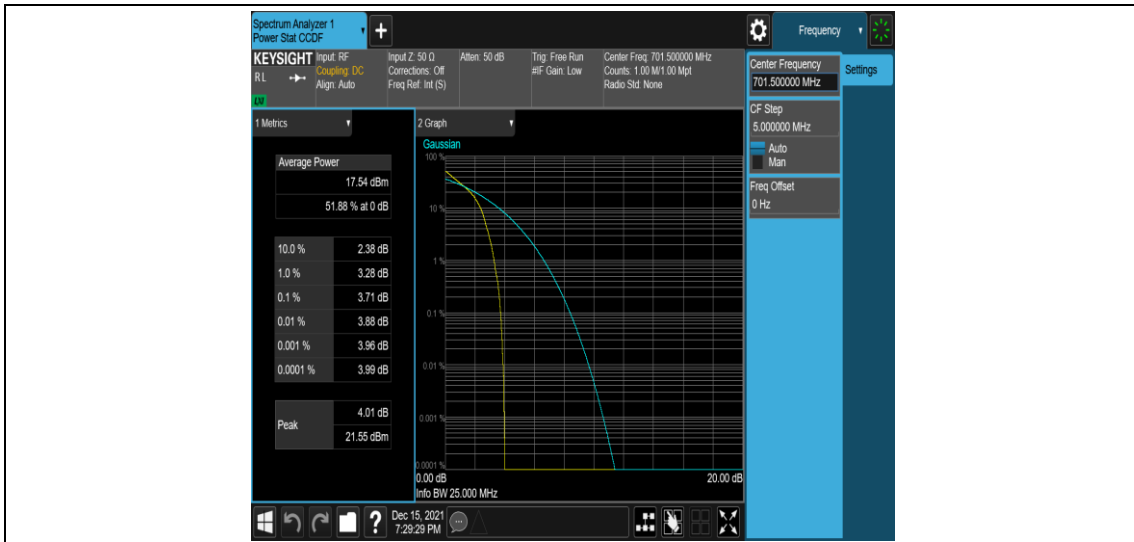 Spectrum Analyzer 1
Power Stat CCDF
Frequency
KEYSIGHT
RL
Input: RF
Coupling: DC
Align: Auto
Input Z: 50 Ω
Corrections: Off
Freq Ref: Int (S)
Atten: 50 dB
Trig: Free Run
#IF Gain: Low
Center Freq: 701.500000 MHz
Counts: 1.00 M/1.00 Mpt
Radio Std: None
Center Frequency
701.500000 MHz
Settings
CF Step
5.000000 MHz
Auto
Man
Freq Offset
0 Hz
1 Metrics
Average Power
17.54 dBm
51.88 % at 0 dB
10.0 % 2.38 dB
1.0 % 3.28 dB
0.1 % 3.71 dB
0.01 % 3.88 dB
0.001 % 3.96 dB
0.0001 % 3.99 dB
Peak
4.01 dB
21.55 dBm
2 Graph
Gaussian
100 %
10 %
1 %
0.1 %
0.01 %
0.001 %
0.0001 %
0.00 dB
20.00 dB
Info BW 25.000 MHz
?
Dec 15, 2021
7:29:29 PM